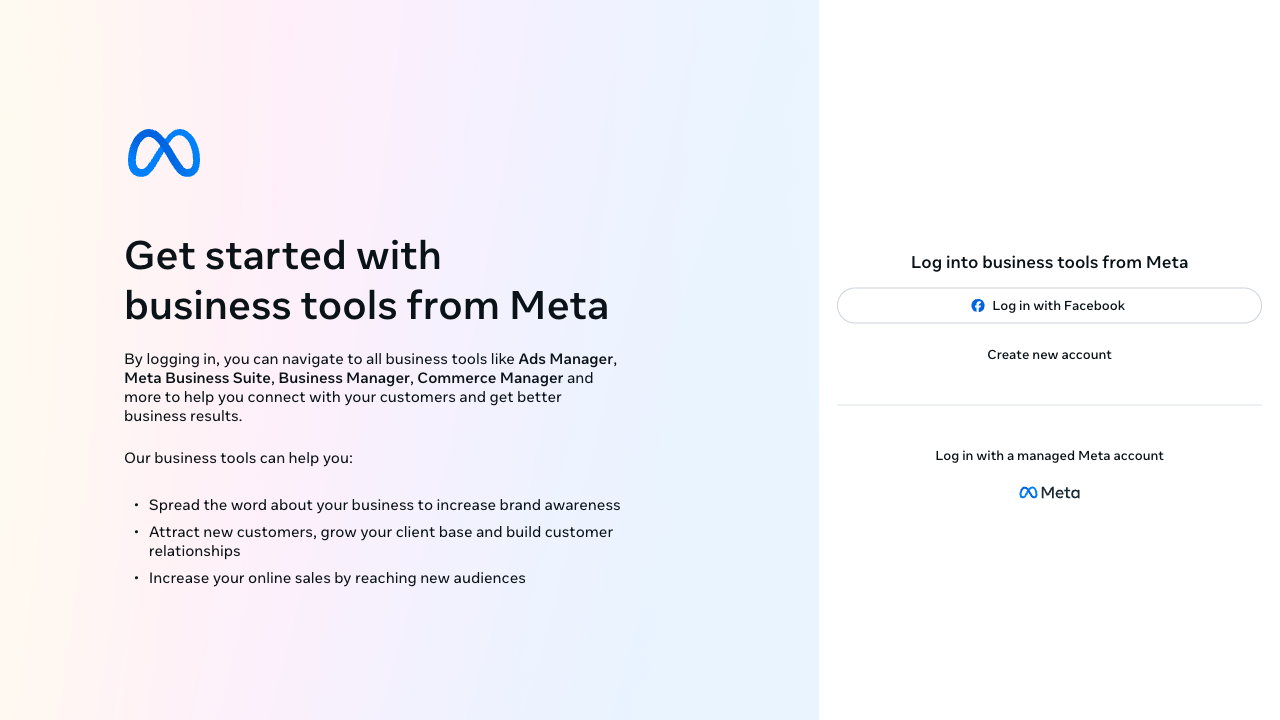 Get started with
business tools from Meta
By logging in, you can navigate to all business tools like Ads Manager,
Meta Business Suite, Business Manager, Commerce Manager and
more to help you connect with your customers and get better
business results.
Our business tools can help you:
• Spread the word about your business to increase brand awareness
• Attract new customers, grow your client base and build customer
relationships
• Increase your online sales by reaching new audiences
Log into business tools from Meta
Log in with Facebook
Create new account
Log in with a managed Meta account
Meta